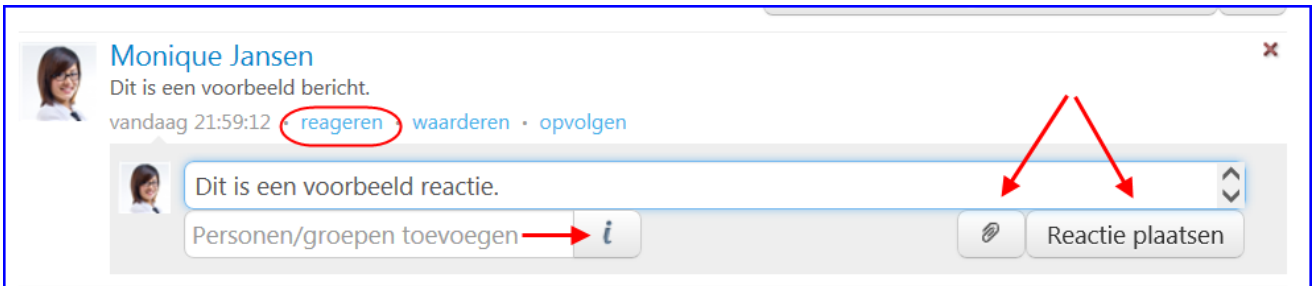 Monique Jansen
Dit is een voorbeeld bericht.
vandaag 21:59:12 · reageren · waarderen · opvolgen
Dit is een voorbeeld reactie.
Personen/groepen toevoegen i Reactie plaatsen